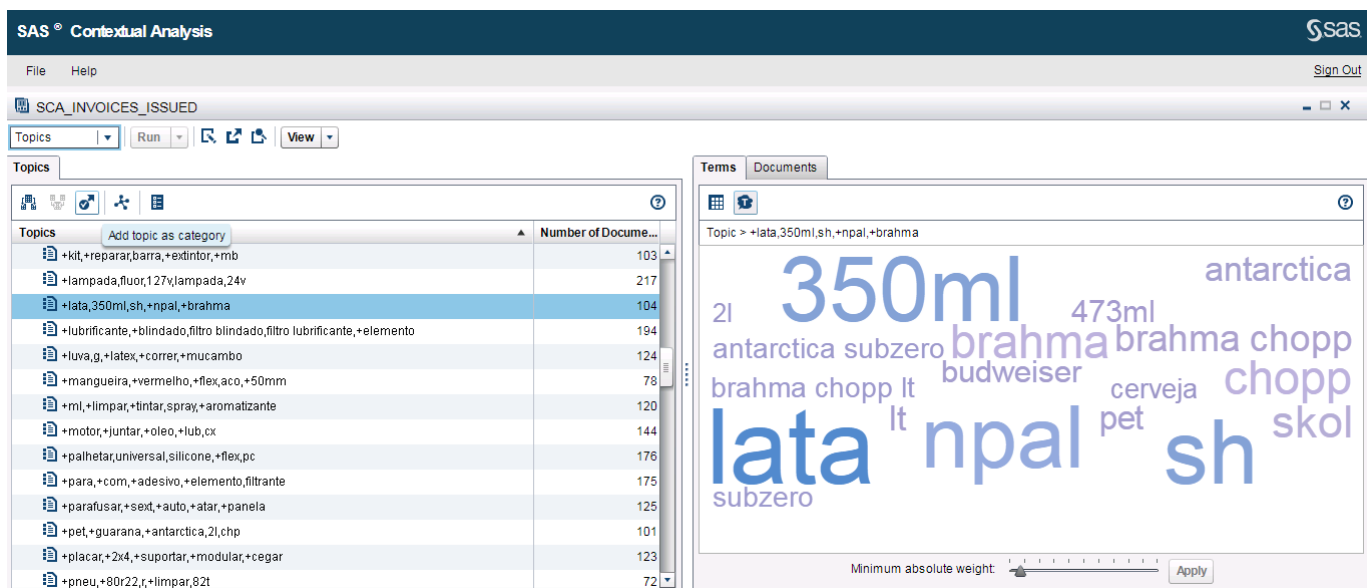 SAS ® Contextual Analysis
sas
File Help
Sign Out
SCA_INVOICES_ISSUED
Topics Run View
Topics
Add topic as category
Topics Number of Docume...
+kit,+reparar,barra,+extintor,+mb 103
+lampada,fluor,127v,lampada,24v 217
+lata,350ml,sh,+npal,+brahma 104
+lubrificante,+blindado,filtro blindado,filtro lubrificante,+elemento 194
+luva,g,+latex,+correr,+mucambo 124
+mangueira,+vermelho,+flex,aco,+50mm 78
+ml,+limpar,+tintar,spray,+aromatizante 120
+motor,+juntar,+oleo,+lub,cx 144
+palhetar,universal,silicone,+flex,pc 176
+para,+com,+adesivo,+elemento,filtrante 175
+parafusar,+sext,+auto,+atar,+panela 125
+pet,+guarana,+antarctica,2l,chp 101
+placar,+2x4,+suportar,+modular,+cegar 123
+pneu,+80r22,r,+limpar,82t 72
Terms Documents
Topic > +lata,350ml,sh,+npal,+brahma
350ml antarctica
2l 473ml
antarctica subzero brahma brahma chopp
brahma chopp lt budweiser cerveja chopp
lata lt npal pet sh skol
subzero
Minimum absolute weight: Apply